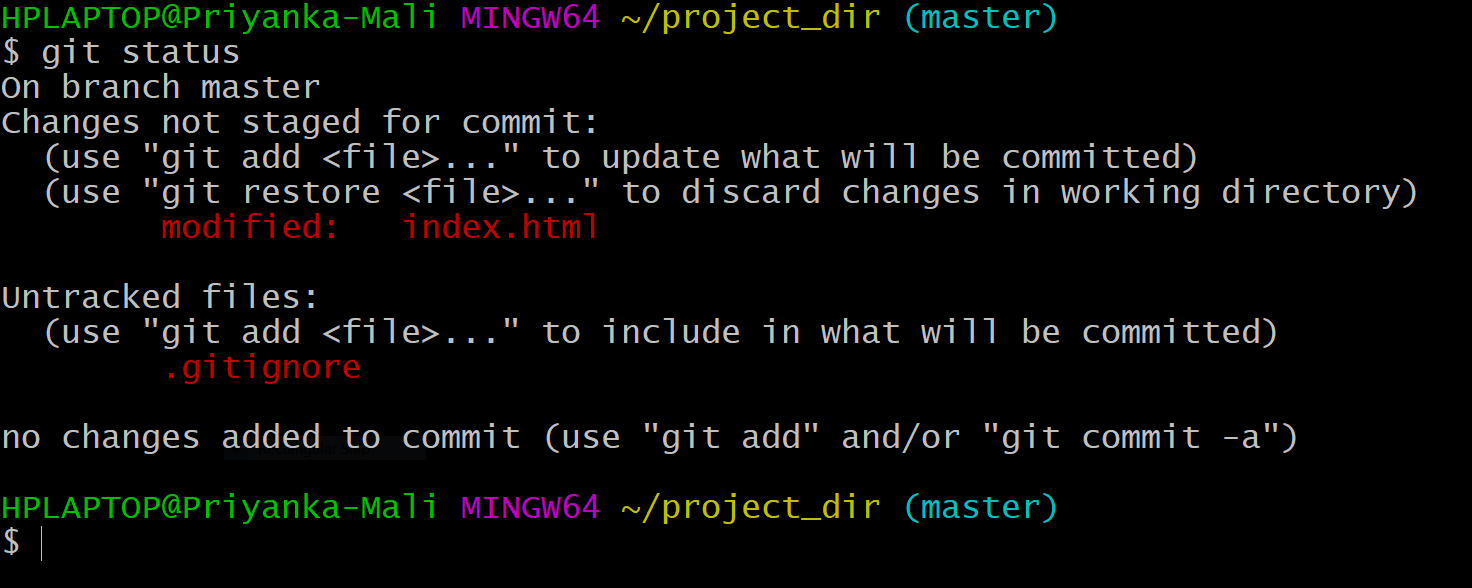 HPLAPTOP@Priyanka-Mali MINGW64 ~/project_dir (master)
$ git status
On branch master
Changes not staged for commit:
  (use "git add <file>..." to update what will be committed)
  (use "git restore <file>..." to discard changes in working directory)
        modified:   index.html

Untracked files:
  (use "git add <file>..." to include in what will be committed)
        .gitignore

no changes added to commit (use "git add" and/or "git commit -a")

HPLAPTOP@Priyanka-Mali MINGW64 ~/project_dir (master)
$